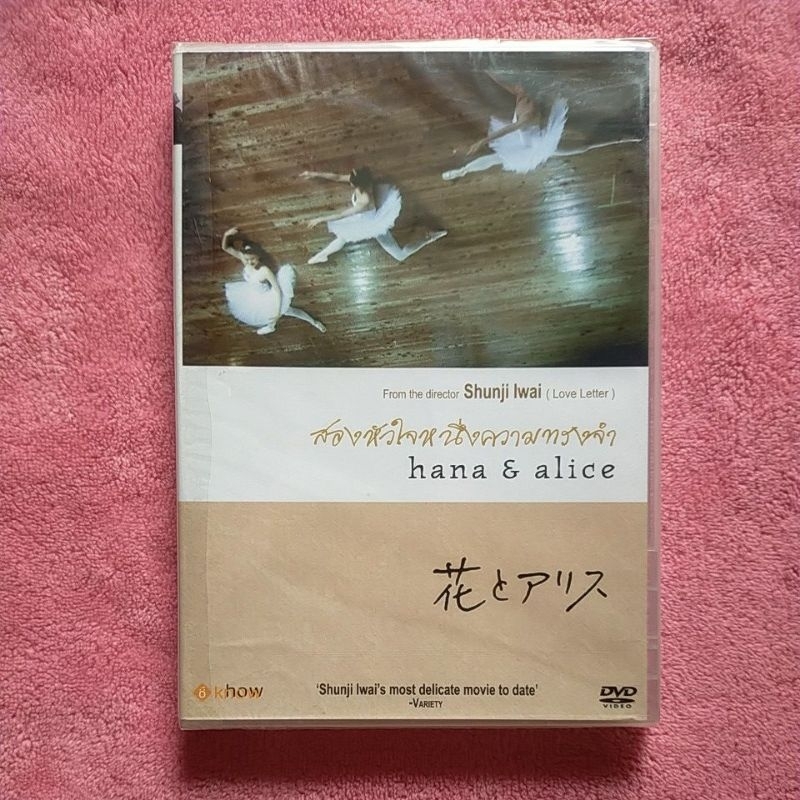 From the director Shunji Iwai ( Love Letter )
สองหัวใจหนึ่งความทรงจำ
hana & alice
花とアリス
'Shunji Iwai's most delicate movie to date'
-VARIETY
DVD
VIDEO